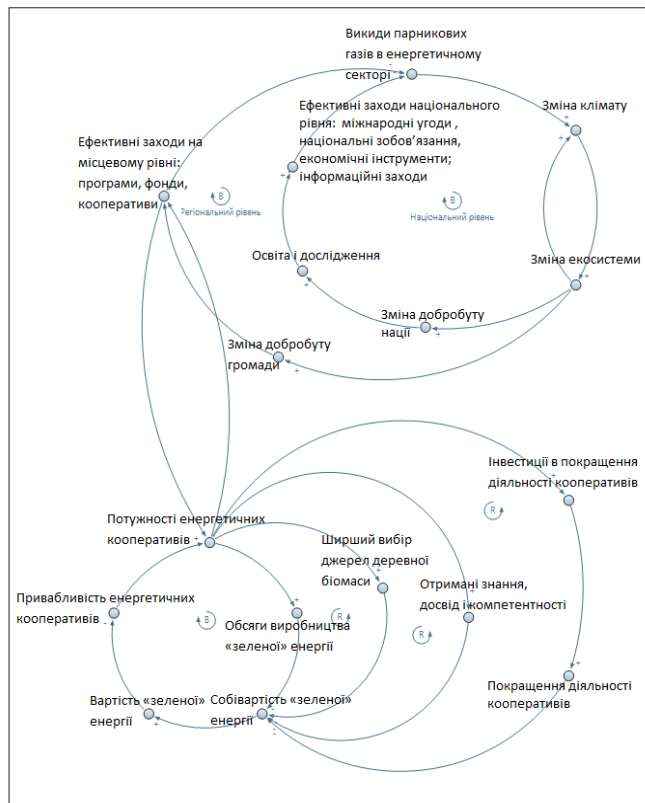 Викиди парникових
газів в енергетичному
секторі
Зміна клімату
Ефективні заходи національного
рівня: міжнародні угоди ,
національні зобов’язання,
економічні інструменти;
інформаційні заходи
Ефективні заходи на
місцевому рівні:
програми, фонди,
кооперативи
B
Регіональний рівень
B
Національний рівень
Освіта і дослідження
Зміна екосистеми
Зміна добробуту
нації
Зміна добробуту
громади
Інвестиції в покращення
діяльності кооперативів
R
Потужності енергетичних
кооперативів
Ширший вибір
джерел деревної
біомаси
Привабливість енергетичних
кооперативів
Отримані знання,
досвід і компетентності
B
Обсяги виробництва
«зеленої» енергії
R
R
Вартість «зеленої»
енергії
Собівартість «зеленої»
енергії
Покращення діяльності
кооперативів